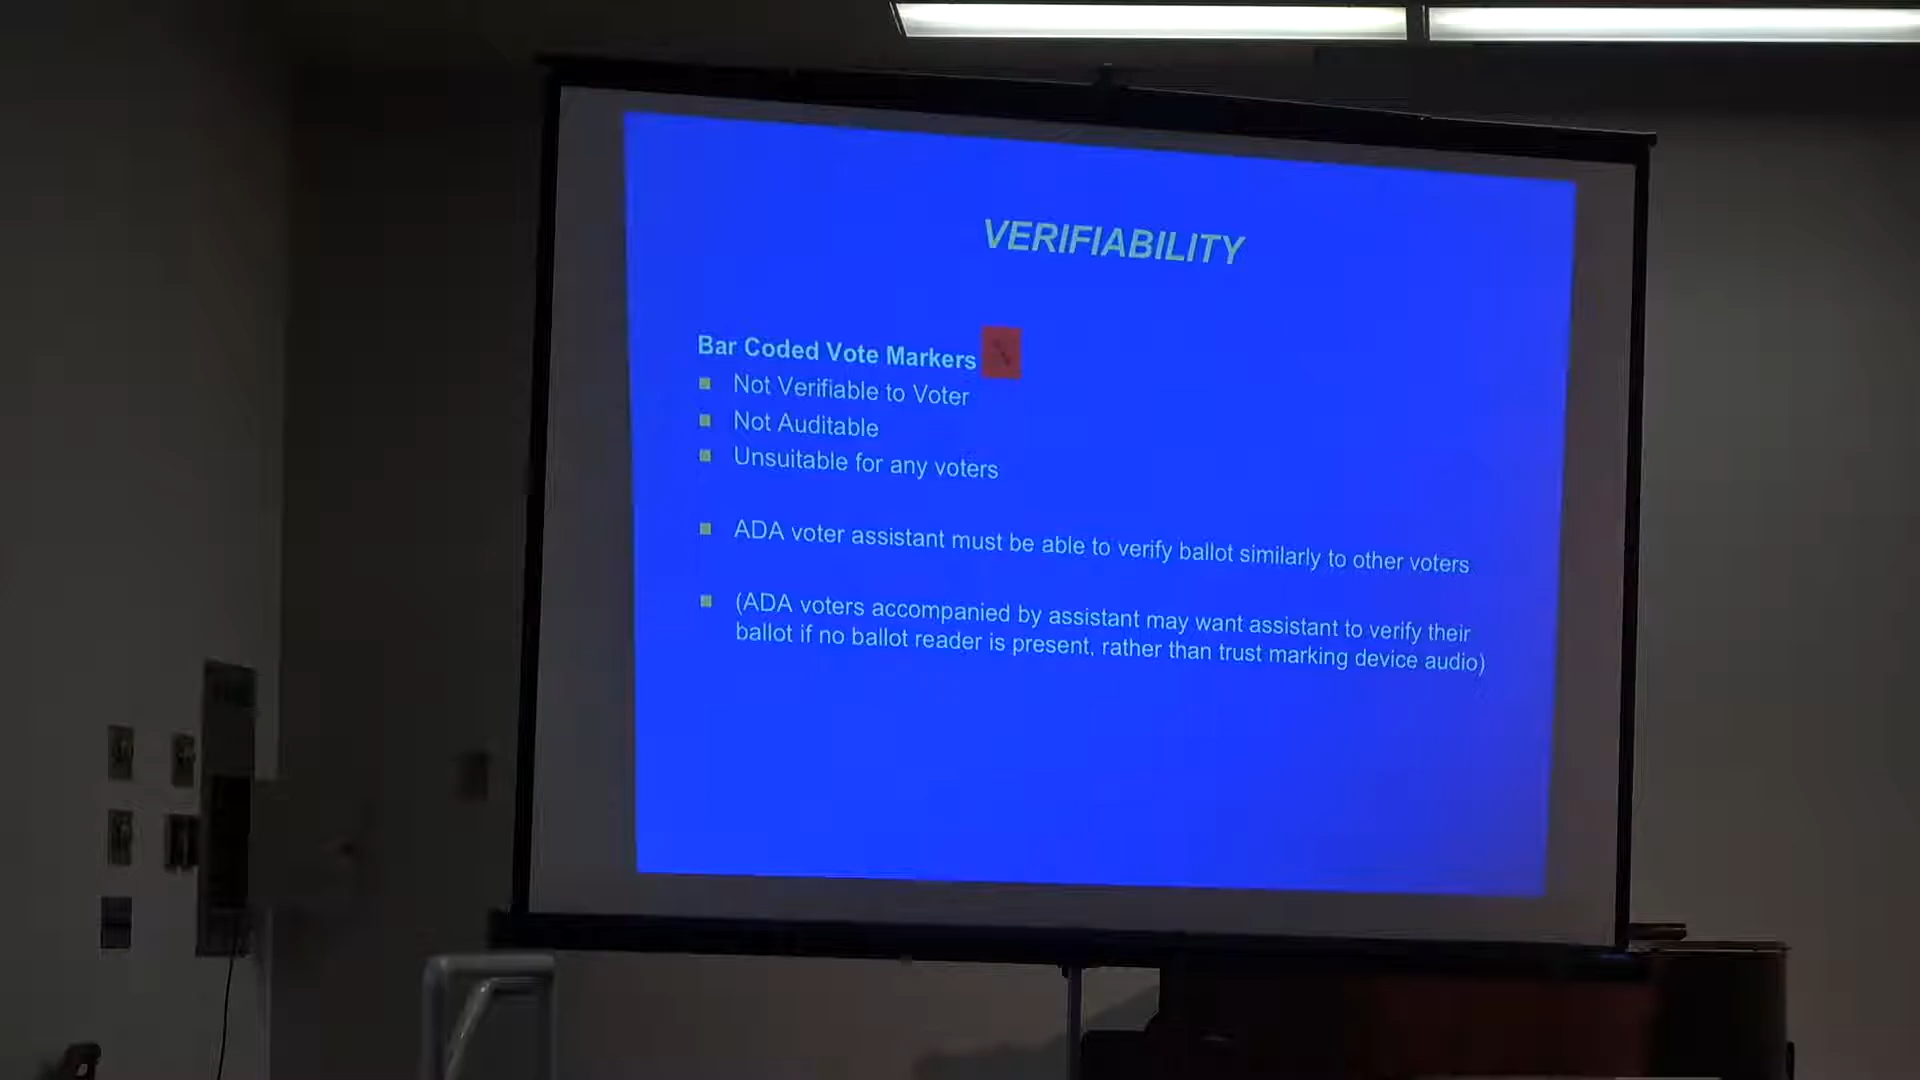 VERIFIABILITY
Bar Coded Vote Markers
Not Verifiable to Voter
Not Auditable
Unsuitable for any voters
ADA voter assistant must be able to verify ballot similarly to other voters
(ADA voters accompanied by assistant may want assistant to verify their
ballot if no ballot reader is present, rather than trust marking device audio)